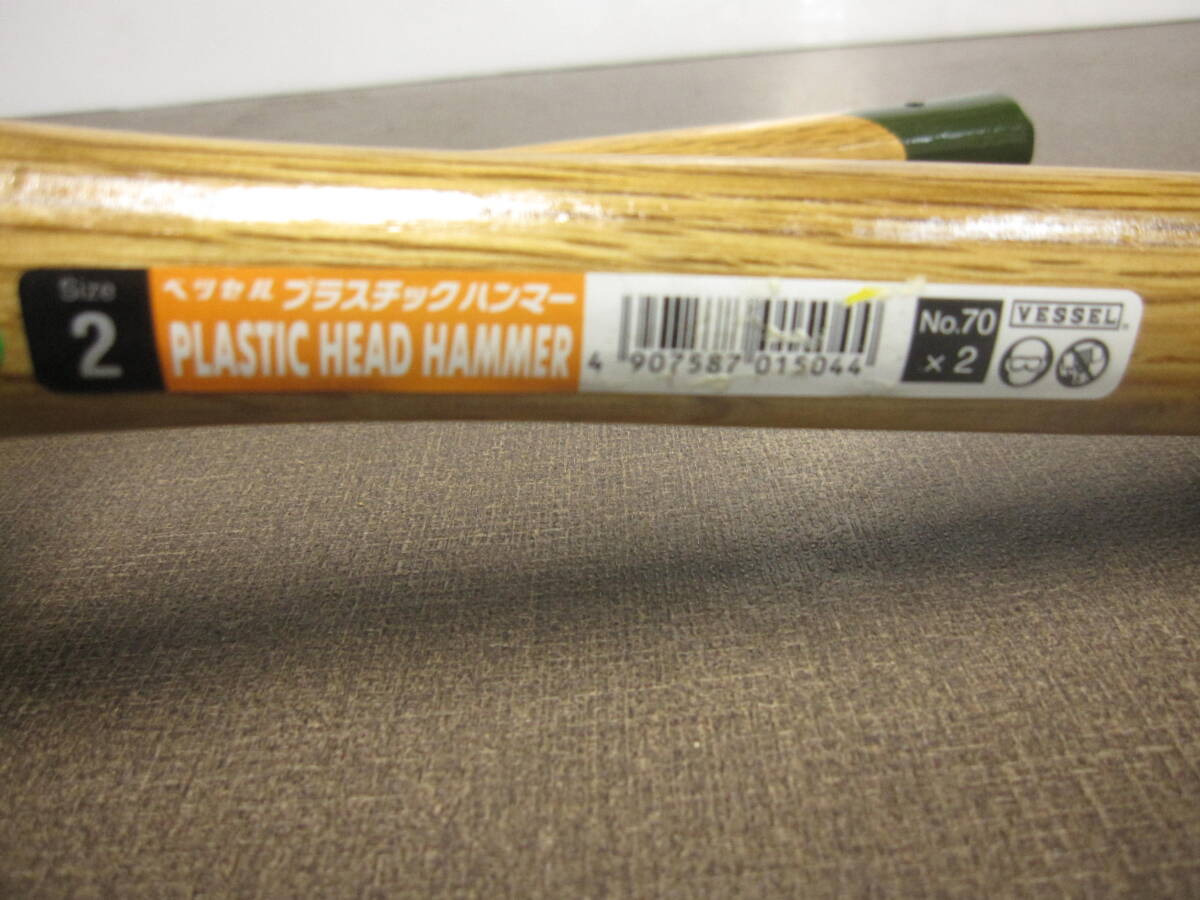 Size
2
ベッセル プラスチックハンマー
PLASTIC HEAD HAMMER
4 907587 015044
No.70
× 2
VESSEL